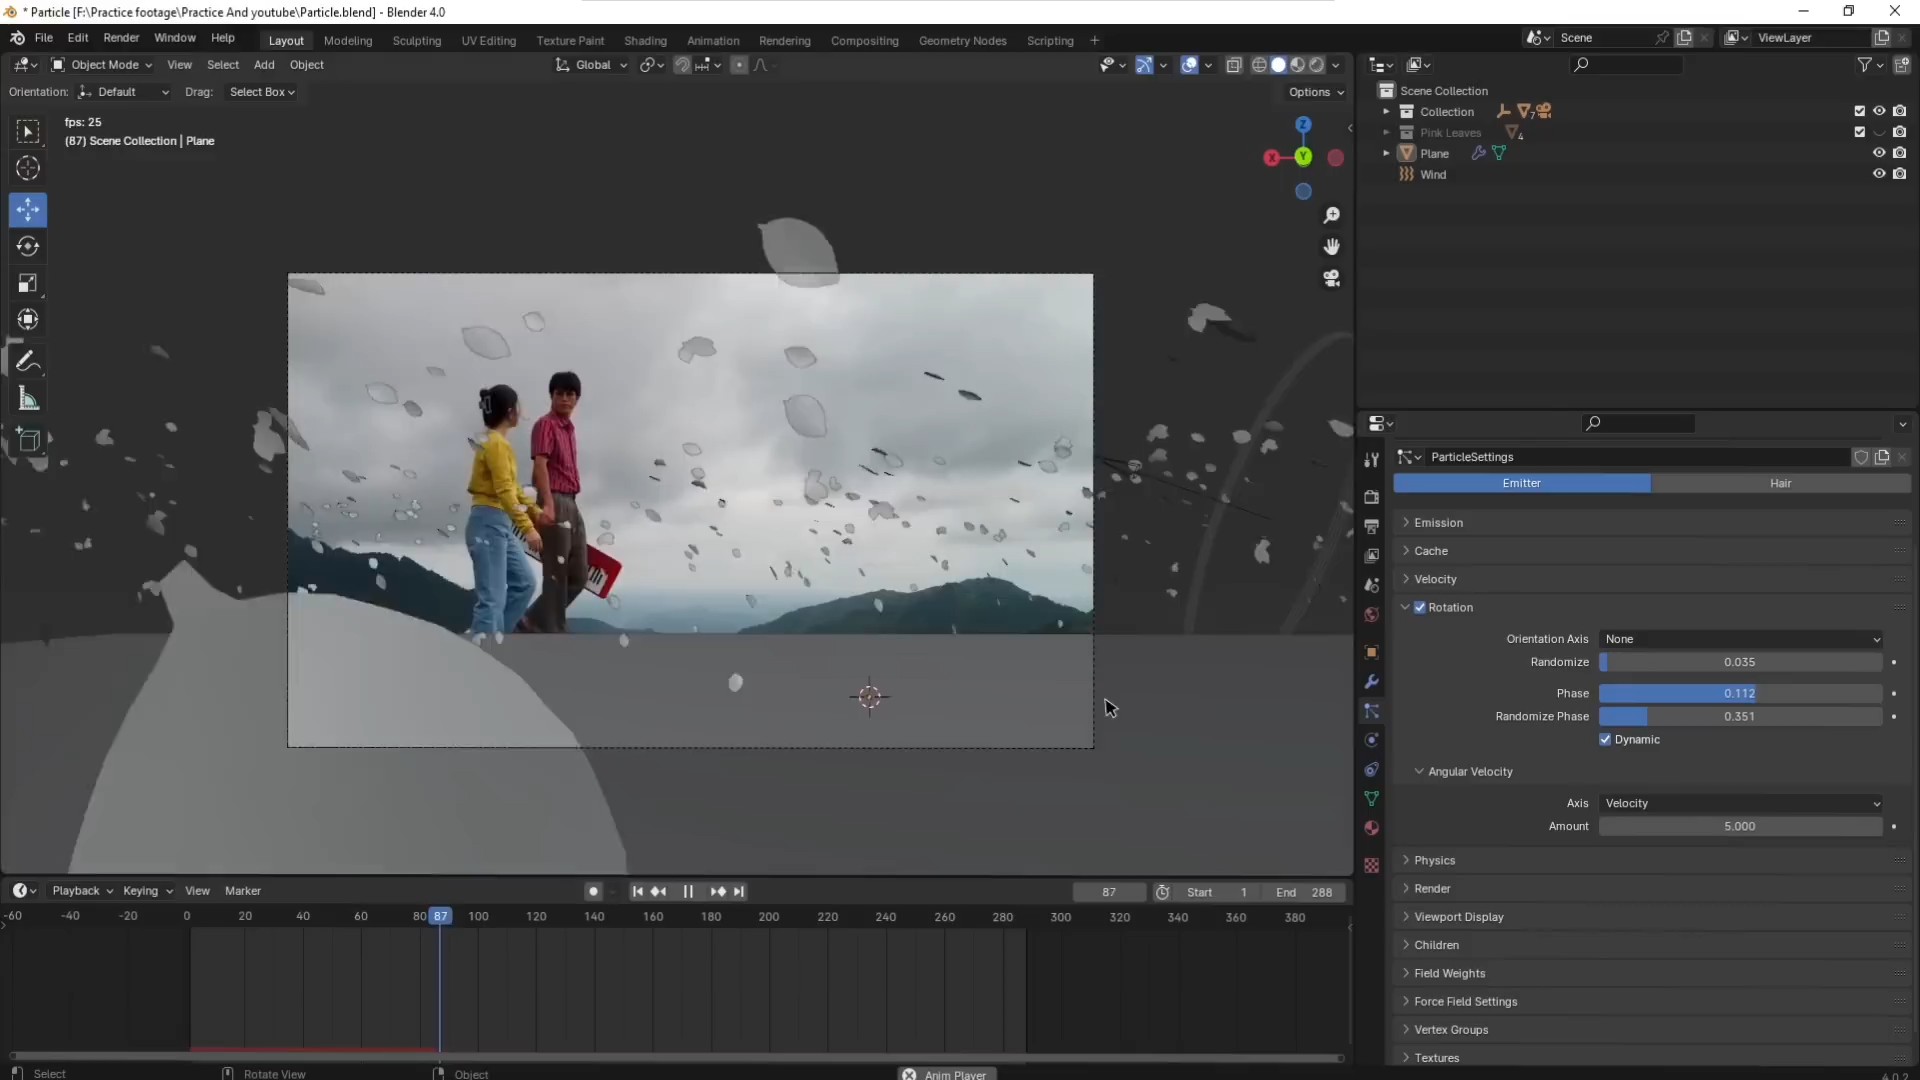 * Particle [F:\Practice footage\Practice And youtube\Particle.blend] - Blender 4.0
File Edit Render Window Help Layout Modeling Sculpting UV Editing Texture Paint Shading Animation Rendering Compositing Geometry Nodes Scripting + Scene ViewLayer
Object Mode View Select Add Object Global
Orientation: Default Drag: Select Box Options
fps: 25
(87) Scene Collection | Plane
Z
X Y
Scene Collection
Collection 7
Pink Leaves 4
Plane
Wind
ParticleSettings
Emitter Hair
Emission
Cache
Velocity
Rotation
Orientation Axis None
Randomize 0.035
Phase 0.112
Randomize Phase 0.351
Dynamic
Angular Velocity
Axis Velocity
Amount 5.000
Physics
Render
Viewport Display
Children
Field Weights
Force Field Settings
Vertex Groups
Textures
Playback Keying View Marker 87 Start 1 End 288
-60 -40 -20 0 20 40 60 80 87 100 120 140 160 180 200 220 240 260 280 300 320 340 360 380
Select Rotate View Object Anim Player 4.0.2